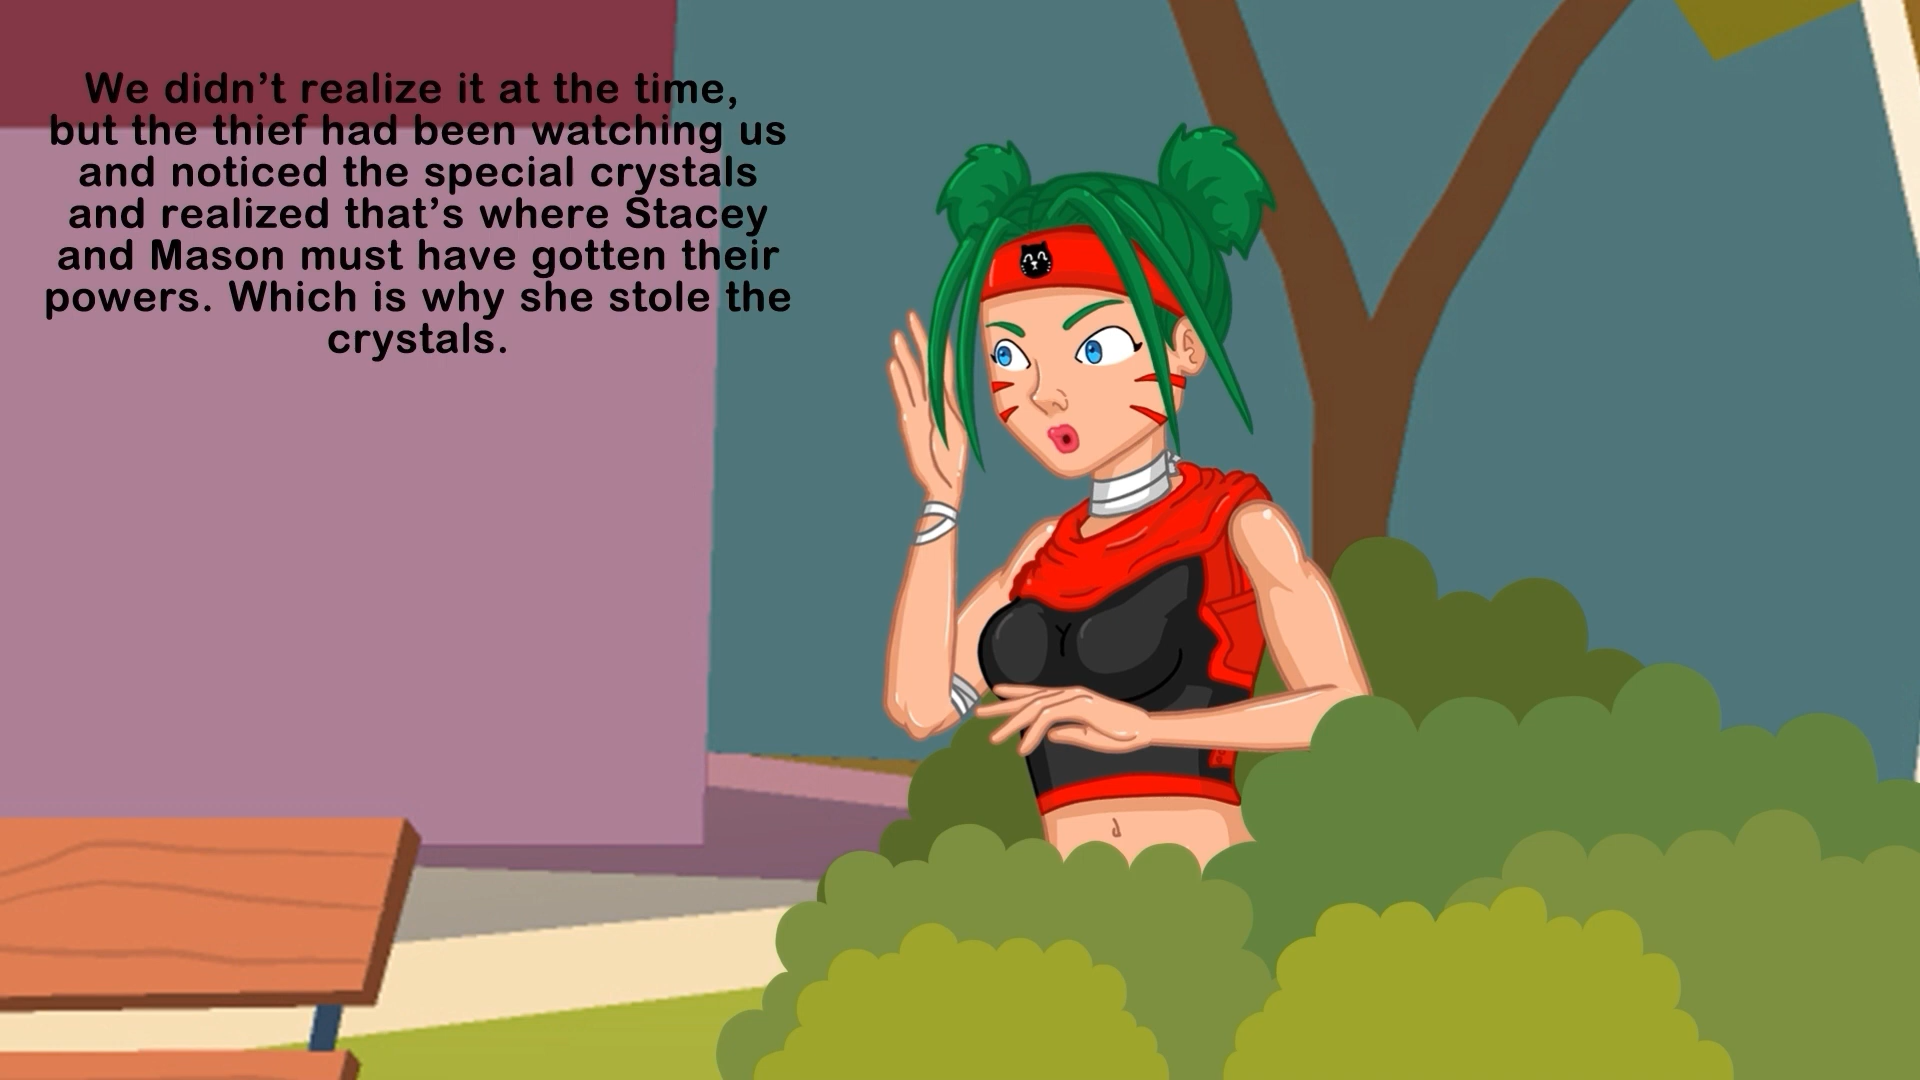 We didn’t realize it at the time,
but the thief had been watching us
and noticed the special crystals
and realized that’s where Stacey
and Mason must have gotten their
powers. Which is why she stole the
crystals.